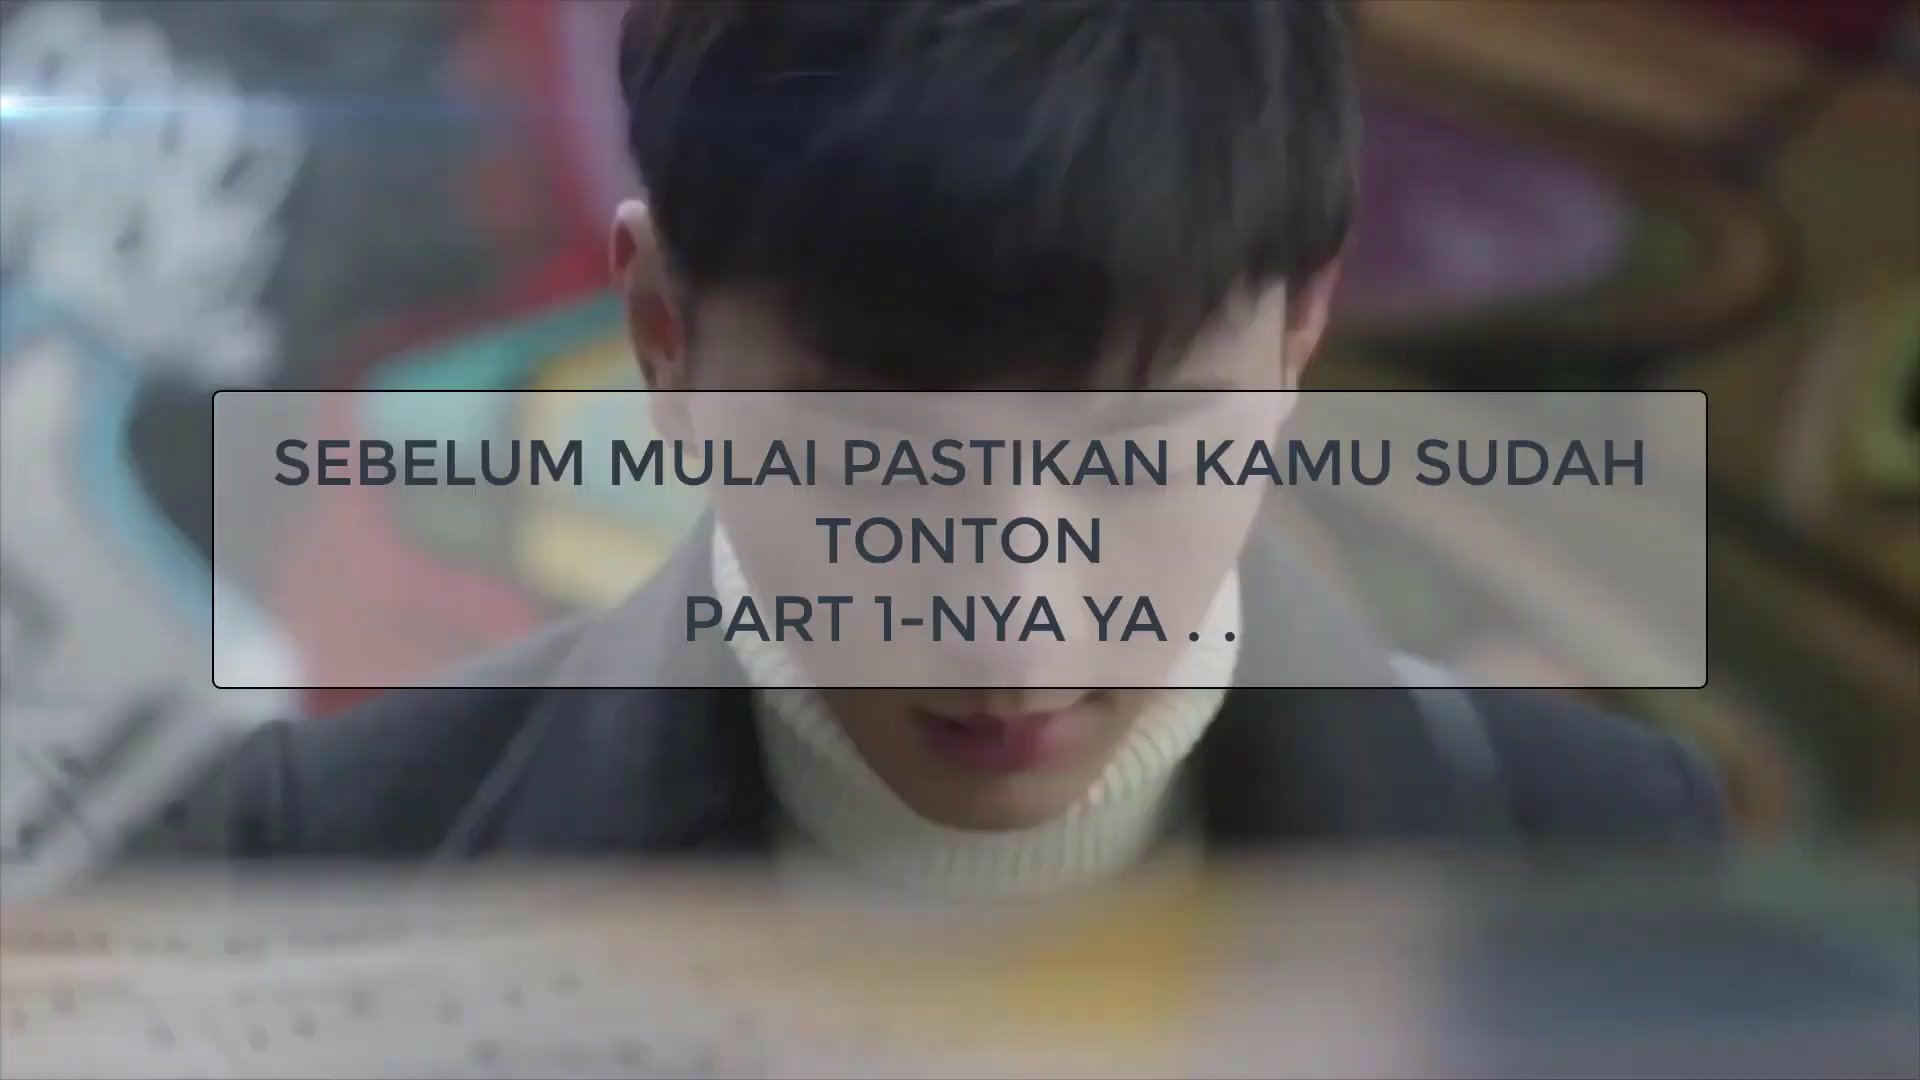 SEBELUM MULAI PASTIKAN KAMU SUDAH
TONTON
PART 1-NYA YA . .